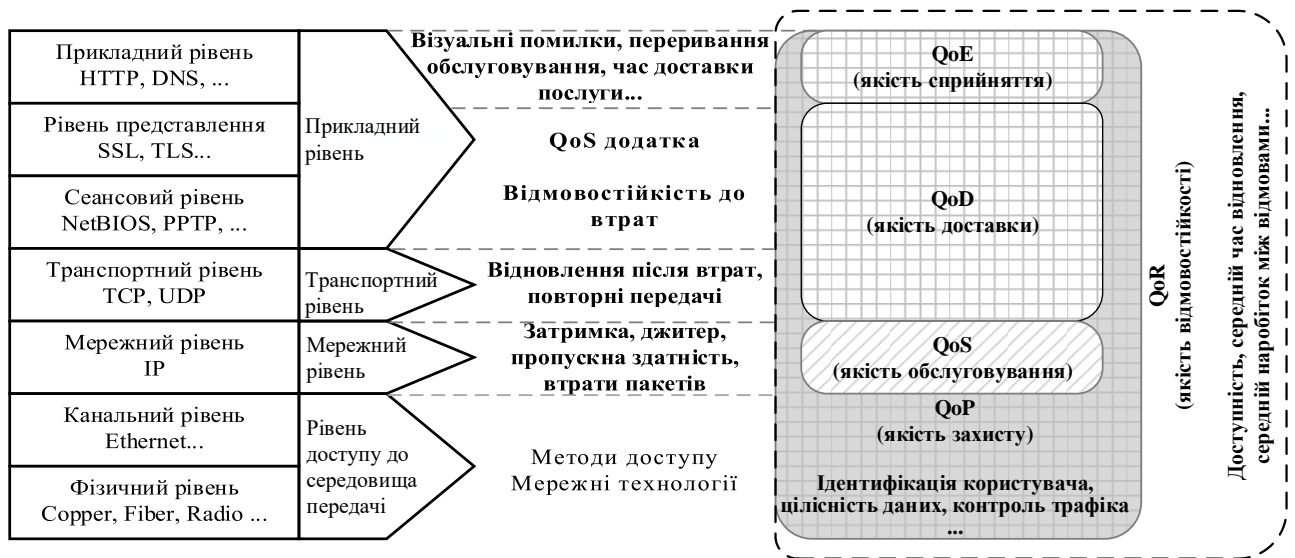 Прикладний рівень
HTTP, DNS, ...
Рівень представлення
SSL, TLS...
Сеансовий рівень
NetBIOS, PPTP, ...
Транспортний рівень
TCP, UDP
Мережний рівень
IP
Канальний рівень
Ethernet...
Фізичний рівень
Copper, Fiber, Radio ...
Прикладний
рівень
Транспортний
рівень
Мережний
рівень
Рівень
доступу до
середовища
передачі
Візуальні помилки, переривання
обслуговування, час доставки
послуги...
QoS додатка
Відмовостійкість до
втрат
Відновлення після втрат,
повторні передачі
Затримка, джитер,
пропускна здатність,
втрати пакетів
Методи доступу
Мережні технології
QoE
(якість сприйняття)
QoD
(якість доставки)
QoS
(якість обслуговування)
QoP
(якість захисту)
Ідентифікація користувача,
цілісність даних, контроль трафіка
...
QoR
(якість відмовостійкості)
Доступність, середній час відновлення,
середній наробіток між відмовами...